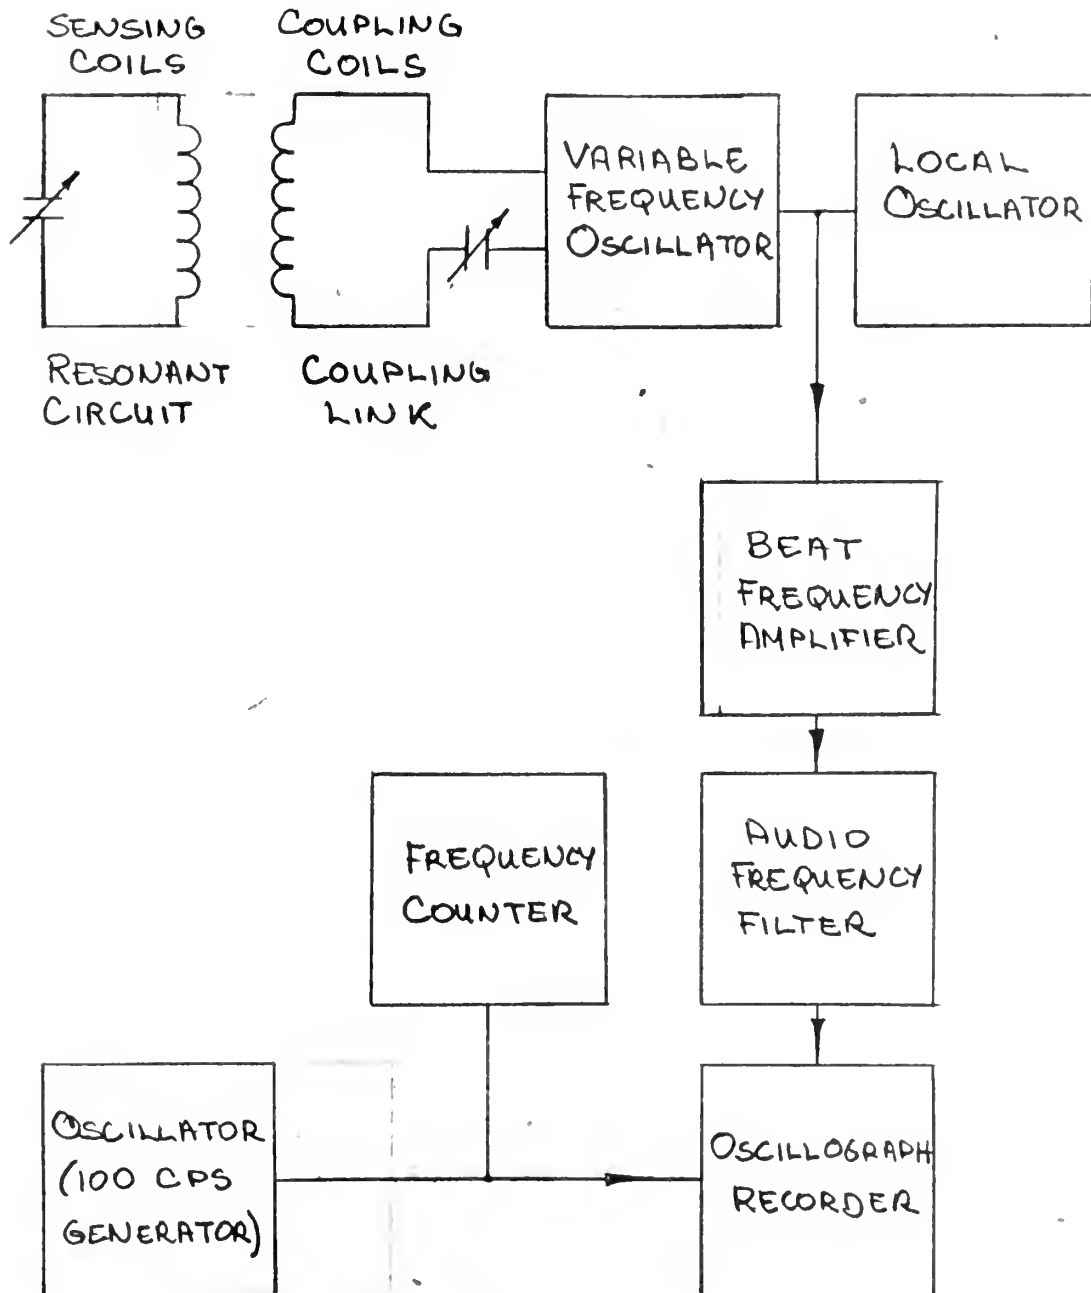 SENSING
COILS
COUPLING
COILS
VARIABLE
FREQUENCY
OSCILLATOR
LOCAL
OSCILLATOR
RESONANT
CIRCUIT
COUPLING
LINK
BEAT
FREQUENCY
AMPLIFIER
FREQUENCY
COUNTER
AUDIO
FREQUENCY
FILTER
OSCILLATOR
(100 CPS
GENERATOR)
OSCILLOGRAPH
RECORDER